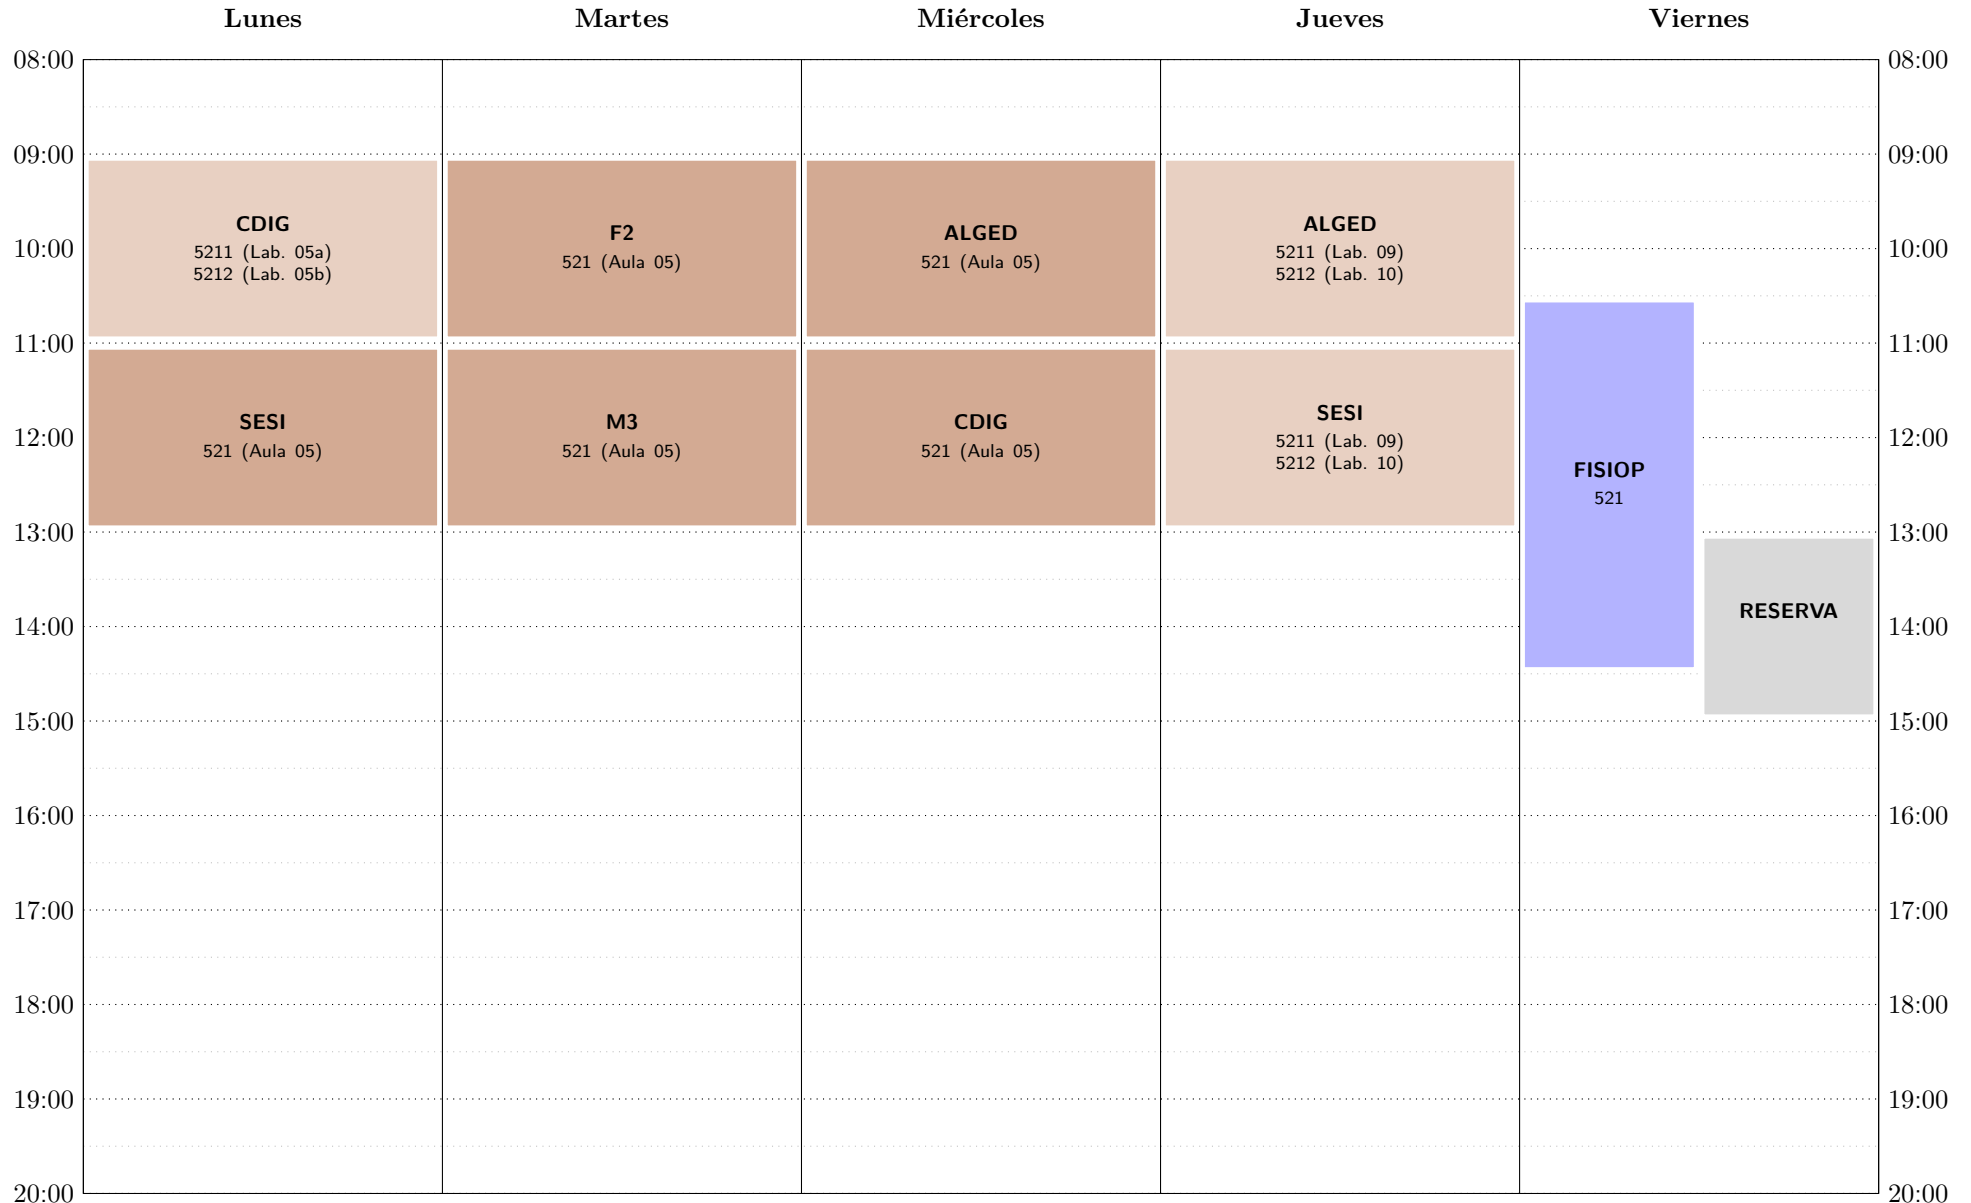 Lunes Martes Miércoles Jueves Viernes
08:00 08:00
09:00 09:00
CDIG
5211 (Lab. 05a)
5212 (Lab. 05b)
F2
521 (Aula 05)
ALGED
521 (Aula 05)
ALGED
5211 (Lab. 09)
5212 (Lab. 10)
10:00 10:00
11:00 11:00
SESI
521 (Aula 05)
M3
521 (Aula 05)
CDIG
521 (Aula 05)
SESI
5211 (Lab. 09)
5212 (Lab. 10)
12:00 12:00
FISIOP
521
13:00 13:00
RESERVA
14:00 14:00
15:00 15:00
16:00 16:00
17:00 17:00
18:00 18:00
19:00 19:00
20:00 20:00